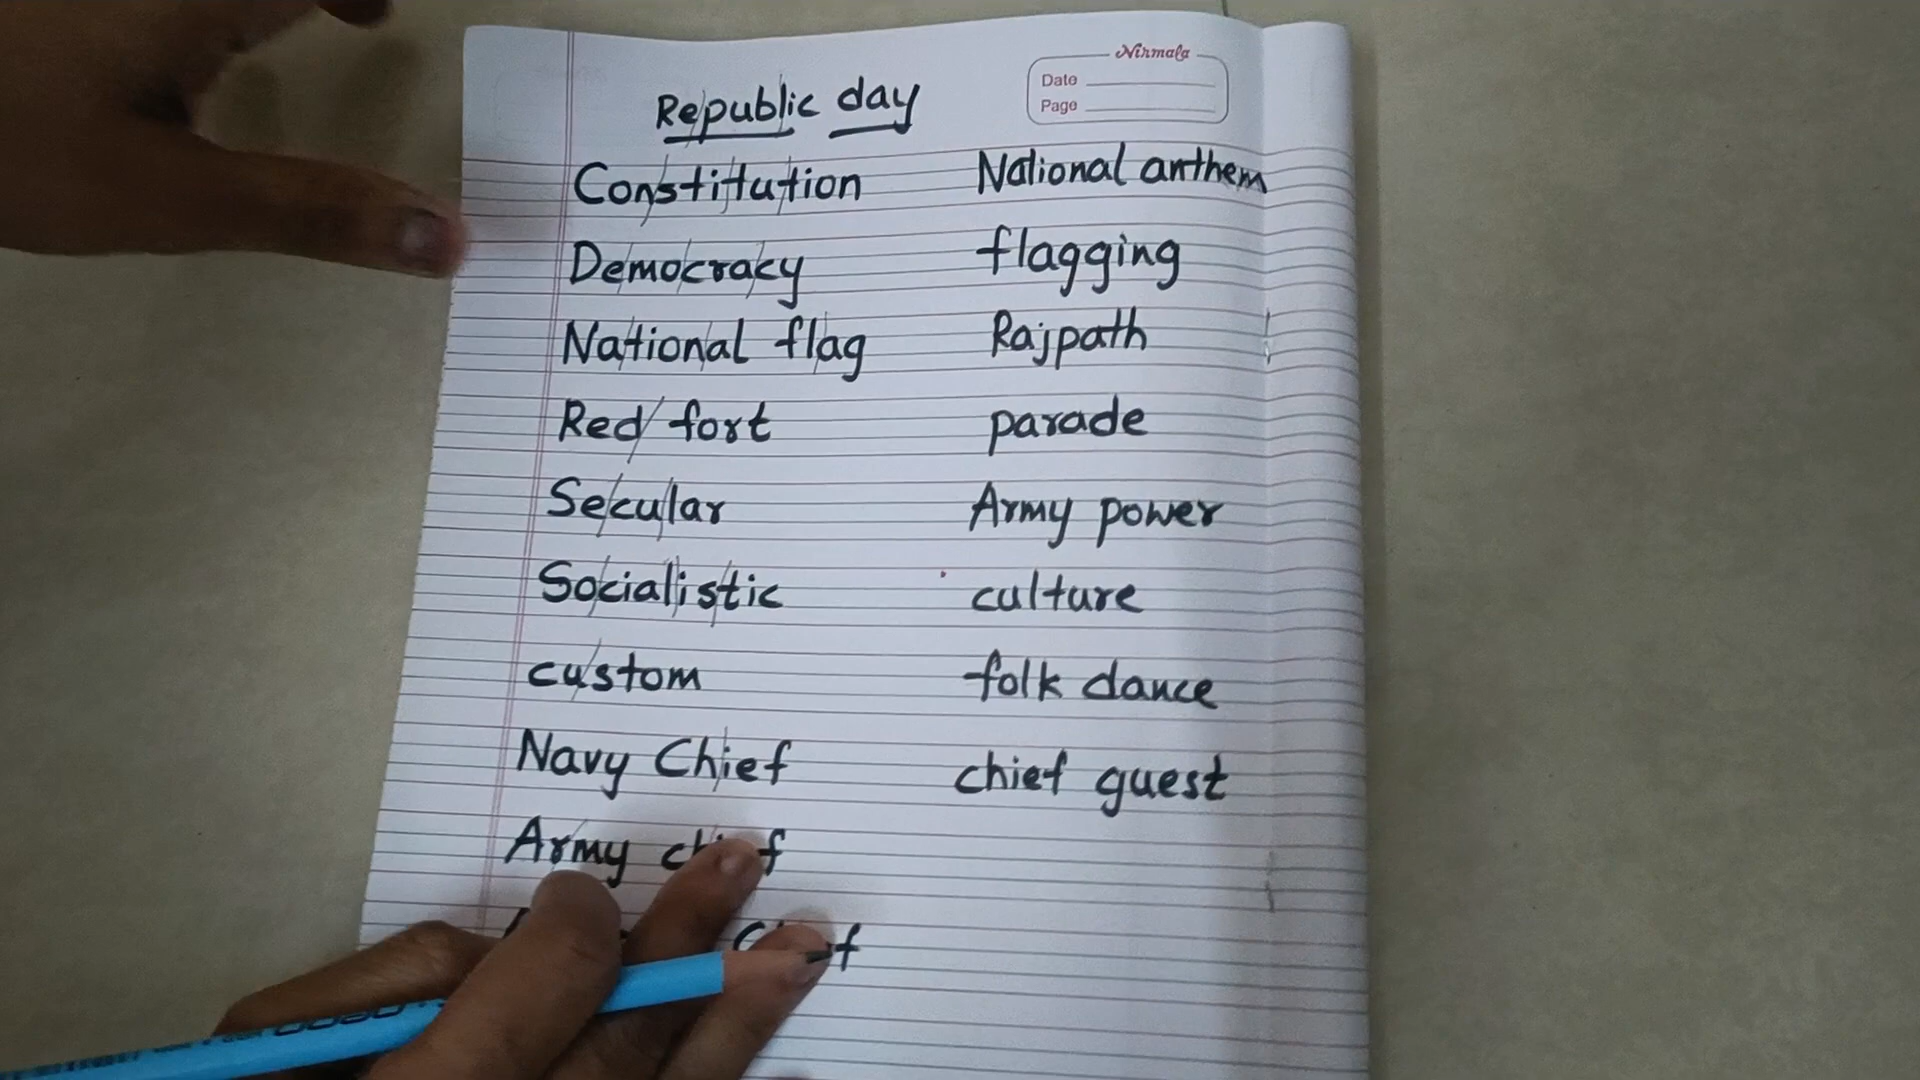 Nirmala
Date
Page
Republic day
Constitution
Democracy
National flag
Red fort
Secular
Socialistic
custom
Navy Chief
Army chief
National anthem
flagging
Rajpath
parade
Army power
culture
folk dance
chief guest